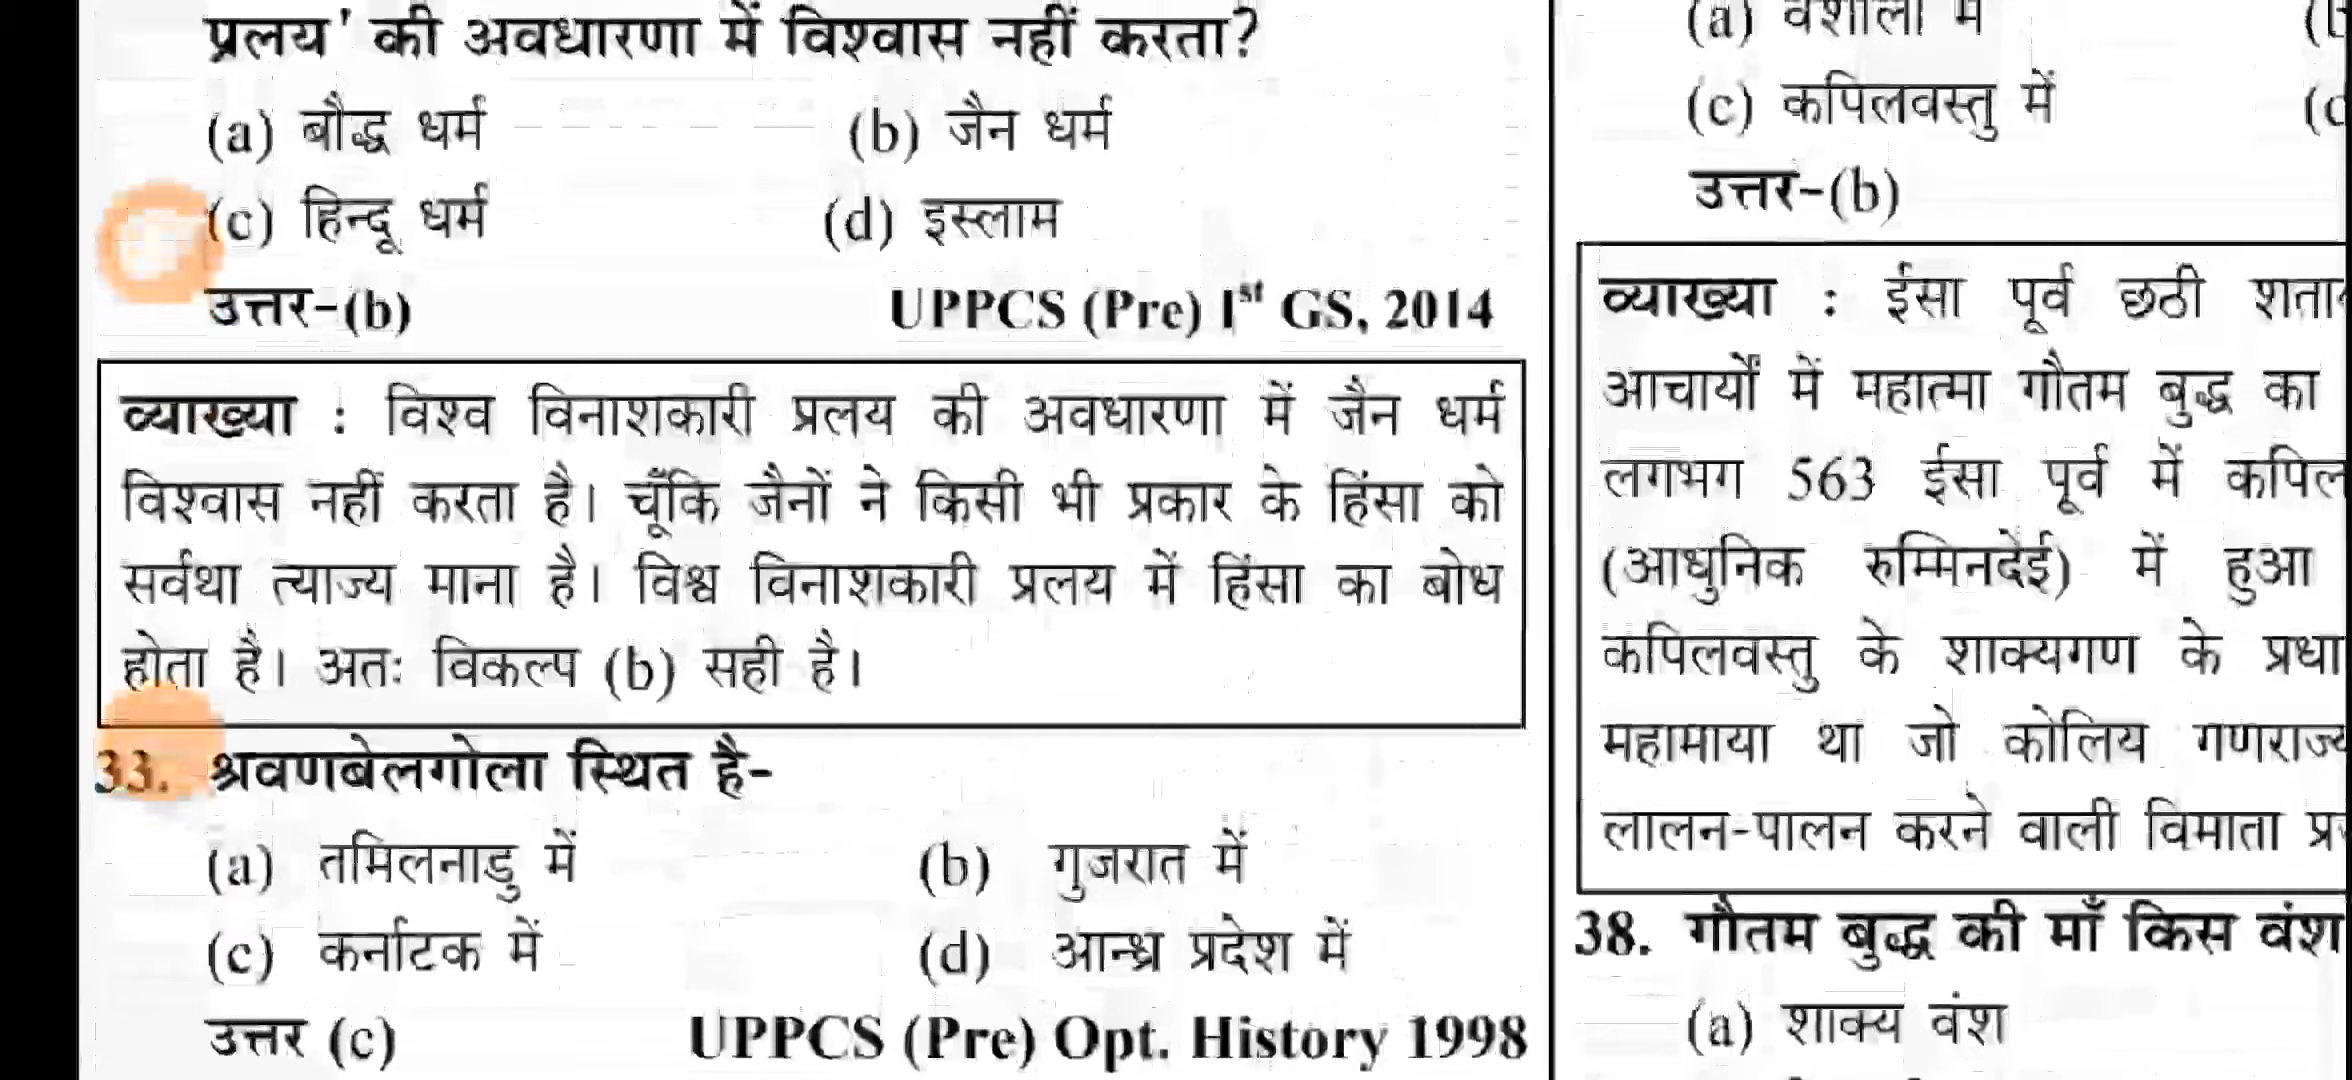 प्रलय' की अवधारणा में विश्वास नहीं करता?
(a) बौद्ध धर्म (b) जैन धर्म
(c) हिन्दू धर्म (d) इस्लाम
उत्तर-(b) UPPCS (Pre) Iˢᵗ GS, 2014
व्याख्या : विश्व विनाशकारी प्रलय की अवधारणा में जैन धर्म
विश्वास नहीं करता है। चूँकि जैनों ने किसी भी प्रकार के हिंसा को
सर्वथा त्याज्य माना है। विश्व विनाशकारी प्रलय में हिंसा का बोध
होता है। अतः विकल्प (b) सही है।
33. श्रवणबेलगोला स्थित है-
(a) तमिलनाडु में (b) गुजरात में
(c) कर्नाटक में (d) आन्ध्र प्रदेश में
उत्तर (c) UPPCS (Pre) Opt. History 1998
(a) वैशाली में
(c) कपिलवस्तु में
उत्तर-(b)
व्याख्या : ईसा पूर्व छठी
आचार्यों में महात्मा गौतम बुद्ध का
लगभग 563 ईसा पूर्व में
(आधुनिक रुम्मिनदेई) में हुआ
कपिलवस्तु के शाक्यगण के
महामाया था जो कोलिय
लालन-पालन करने वाली विमाता
38. गौतम बुद्ध की माँ किस वंश
(a) शाक्य वंश